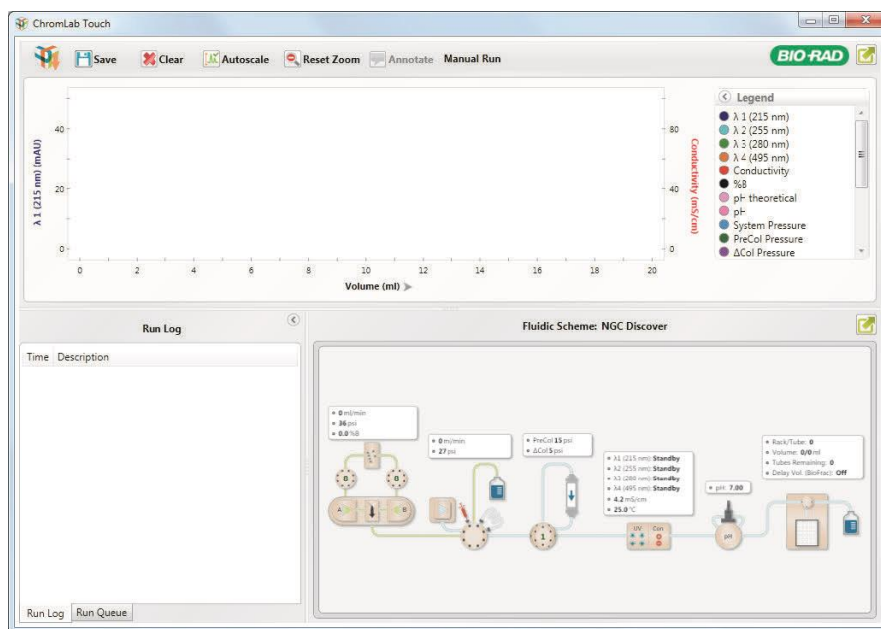 ChromLab Touch
Save Clear Autoscale Reset Zoom Annotate Manual Run
BIO-RAD
λ 1 (215 nm) (mAU)
40
20
0
80
40
0
Conductivity (mS/cm)
0 2 4 6 8 10 12 14 16 18 20
Volume (ml)
Legend
λ 1 (215 nm)
λ 2 (255 nm)
λ 3 (280 nm)
λ 4 (495 nm)
Conductivity
%B
pH theoretical
pH
System Pressure
PreCol Pressure
ΔCol Pressure
Run Log
Time Description
Run Log Run Queue
Fluidic Scheme: NGC Discover
0 ml/min
36 psi
0.0 %B
B B
A B
0 ml/min
27 psi
PreCol 15 psi
ΔCol 5 psi
1
λ1 (215 nm): Standby
λ2 (255 nm): Standby
λ3 (280 nm): Standby
λ4 (495 nm): Standby
4.2 mS/cm
25.0 °C
UV Con
pH: 7.00
pH
Rack/Tube: 0
Volume: 0/0 ml
Tubes Remaining: 0
Delay Vol. (BioFrac): Off